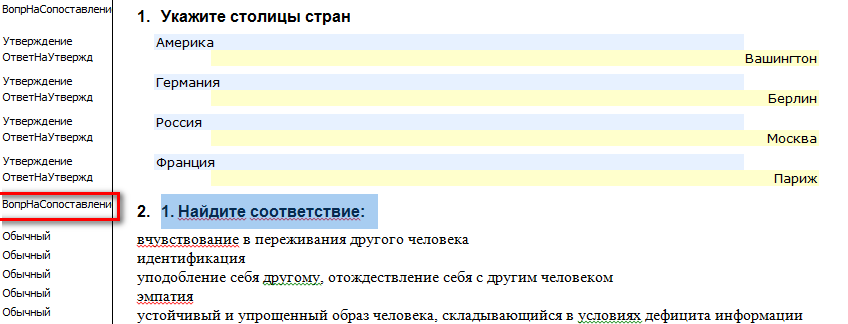 ВопрНаСопоставлени 1. Укажите столицы стран
Утверждение Америка
ОтветНаУтвержд Вашингтон
Утверждение Германия
ОтветНаУтвержд Берлин
Утверждение Россия
ОтветНаУтвержд Москва
Утверждение Франция
ОтветНаУтвержд Париж
ВопрНаСопоставлени 2. 1. Найдите соответствие:
Обычный вчувствование в переживания другого человека
Обычный идентификация
Обычный уподобление себя другому, отождествление себя с другим человеком
Обычный эмпатия
Обычный устойчивый и упрощенный образ человека, складывающийся в условиях дефицита информации